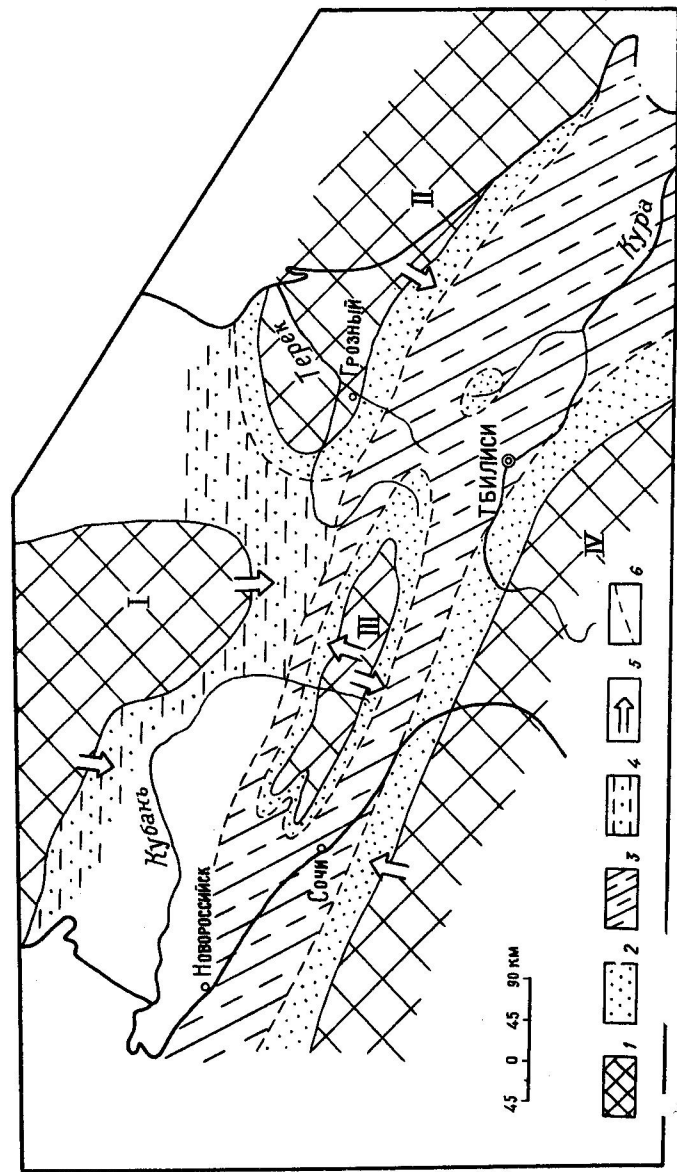 I
II
III
IV
Кубань
Терек
Грозный
Новороссийск
Сочи
Тбилиси
Кура
45 0 45 90 км
1 2 3 4 5 6